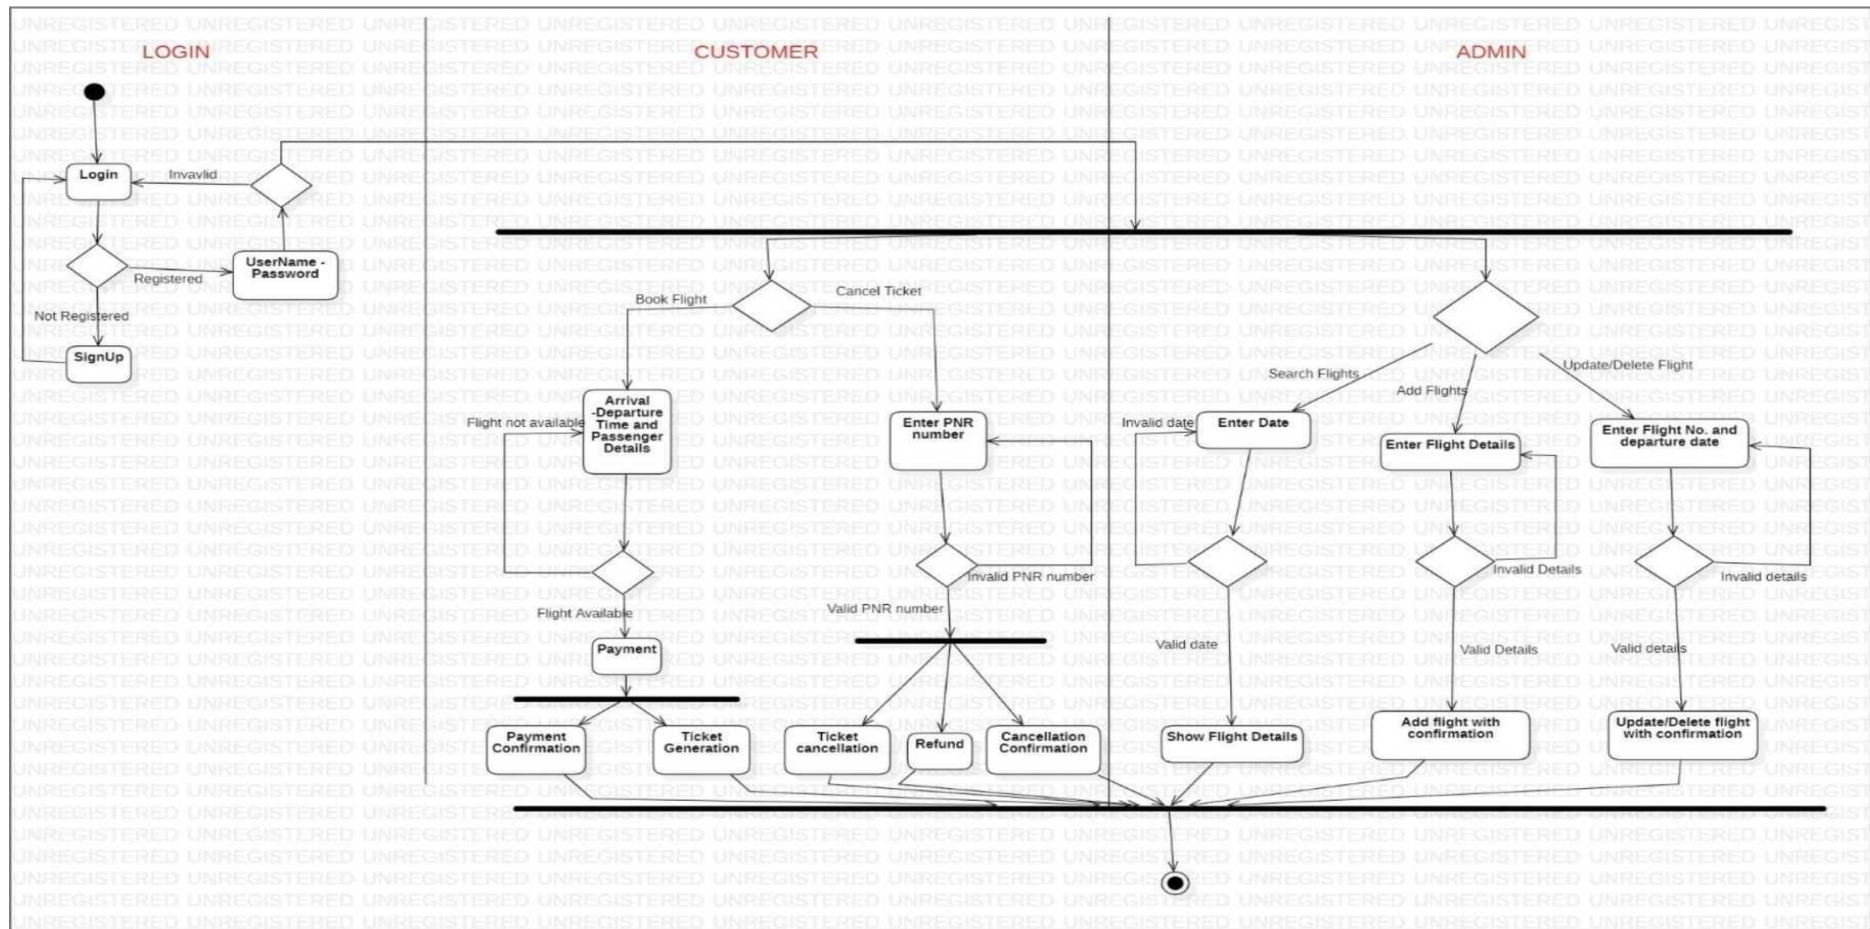 LOGIN
CUSTOMER
ADMIN
Login
Invavlid
UserName -
Password
Registered
Not Registered
SignUp
Book Flight
Cancel Ticket
Arrival
-Departure
Time and
Passenger
Details
Flight not available
Flight Available
Payment
Payment
Confirmation
Ticket
Generation
Enter PNR
number
Invalid PNR number
Valid PNR number
Ticket
cancellation
Refund
Cancellation
Confirmation
Search Flights
Add Flights
Update/Delete Flight
Invalid date
Enter Date
Enter Flight Details
Enter Flight No. and
departure date
Invalid Details
Invalid details
Valid date
Valid Details
Valid details
Show Flight Details
Add flight with
confirmation
Update/Delete flight
with confirmation
UNREGISTERED